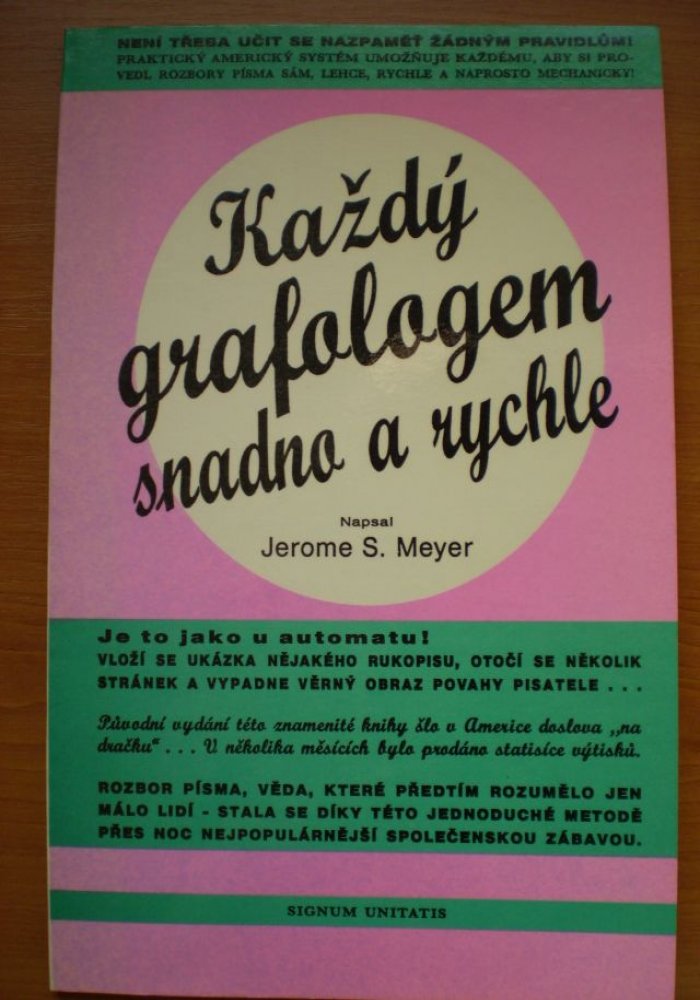 NENÍ TŘEBA UČIT SE NAZPAMĚŤ ŽÁDNÝM PRAVIDLŮM!
PRAKTICKÝ AMERICKÝ SYSTÉM UMOŽŇUJE KAŽDÉMU, ABY SI PRO-
VEDL ROZBORY PÍSMA SÁM, LEHCE, RYCHLE A NAPROSTO MECHANICKY!
Každý
grafologem
snadno a rychle
Napsal
Jerome S. Meyer
Je to jako u automatu!
VLOŽÍ SE UKÁZKA NĚJAKÉHO RUKOPISU, OTOČÍ SE NĚKOLIK
STRÁNEK A VYPADNE VĚRNÝ OBRAZ POVAHY PISATELE . . .
Původní vydání této znamenité knihy šlo v Americe doslova „na
dračku“ . . . V několika měsících bylo prodáno statisíce výtisků.
ROZBOR PÍSMA, VĚDA, KTERÉ PŘEDTÍM ROZUMĚLO JEN
MÁLO LIDÍ - STALA SE DÍKY TÉTO JEDNODUCHÉ METODĚ
PŘES NOC NEJPOPULÁRNĚJŠÍ SPOLEČENSKOU ZÁBAVOU.
SIGNUM UNITATIS